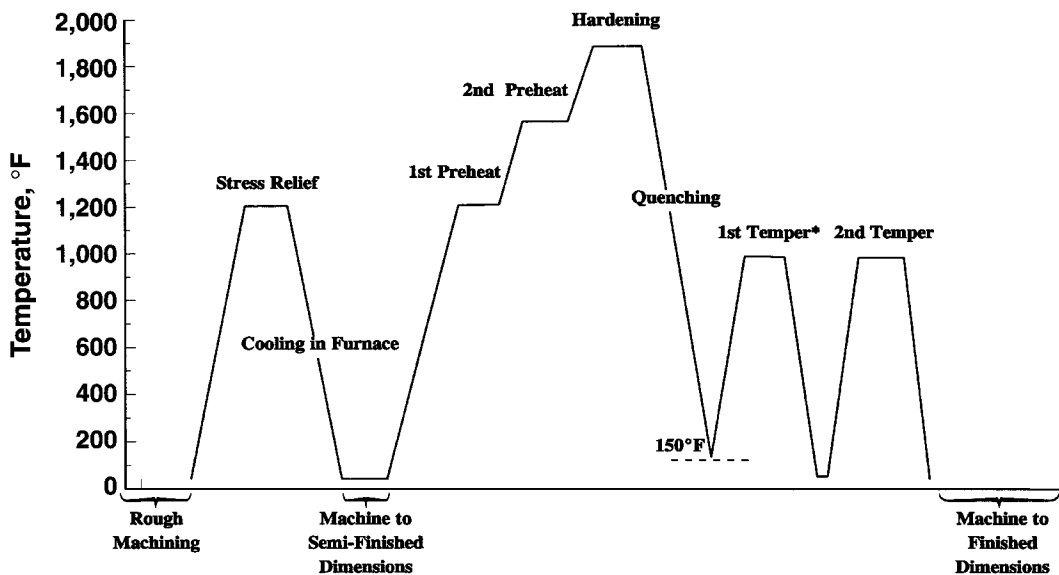 Temperature, °F
2,000
1,800
1,600
1,400
1,200
1,000
800
600
400
200
0
Hardening
2nd Preheat
1st Preheat
Stress Relief
Quenching
1st Temper*
2nd Temper
Cooling in Furnace
150°F
Rough
Machining
Machine to
Semi-Finished
Dimensions
Machine to
Finished
Dimensions